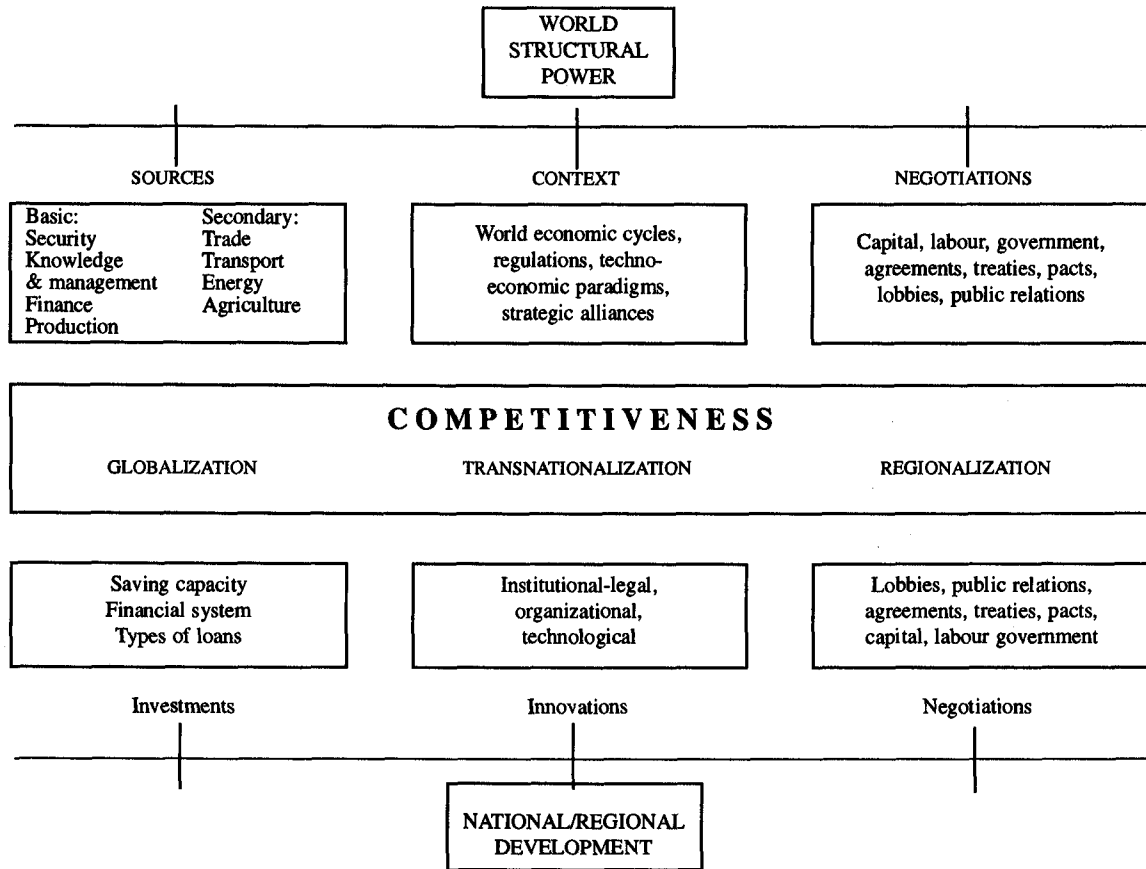 WORLD
STRUCTURAL
POWER
SOURCES
CONTEXT
NEGOTIATIONS
Basic:
Security
Knowledge
& management
Finance
Production
Secondary:
Trade
Transport
Energy
Agriculture
World economic cycles,
regulations, techno-
economic paradigms,
strategic alliances
Capital, labour, government,
agreements, treaties, pacts,
lobbies, public relations
COMPETITIVENESS
GLOBALIZATION
TRANSNATIONALIZATION
REGIONALIZATION
Saving capacity
Financial system
Types of loans
Institutional-legal,
organizational,
technological
Lobbies, public relations,
agreements, treaties, pacts,
capital, labour government
Investments
Innovations
Negotiations
NATIONAL/REGIONAL
DEVELOPMENT